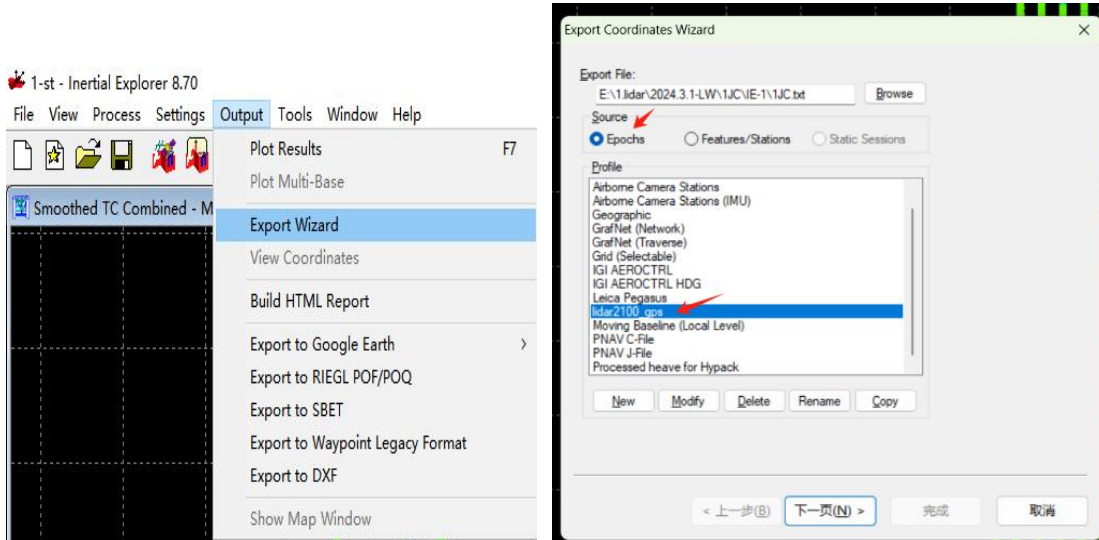 1-st - Inertial Explorer 8.70
File View Process Settings Output Tools Window Help
Smoothed TC Combined - M
Plot Results F7
Plot Multi-Base
Export Wizard
View Coordinates
Build HTML Report
Export to Google Earth >
Export to RIEGL POF/POQ
Export to SBET
Export to Waypoint Legacy Format
Export to DXF
Show Map Window
Export Coordinates Wizard
Export File:
E:\1.lidar\2024.3.1-LW\1JC\IE-1\1JC.txt Browse
Source
Epochs Features/Stations Static Sessions
Profile
Airborne Camera Stations
Airborne Camera Stations (IMU)
Geographic
GrafNet (Network)
GrafNet (Traverse)
Grid (Selectable)
IGI AEROCTRL
IGI AEROCTRL HDG
Leica Pegasus
lidar2100_gps
Moving Baseline (Local Level)
PNAV C-File
PNAV J-File
Processed heave for Hypack
New Modify Delete Rename Copy
< 上一步(B) 下一页(N) > 完成 取消